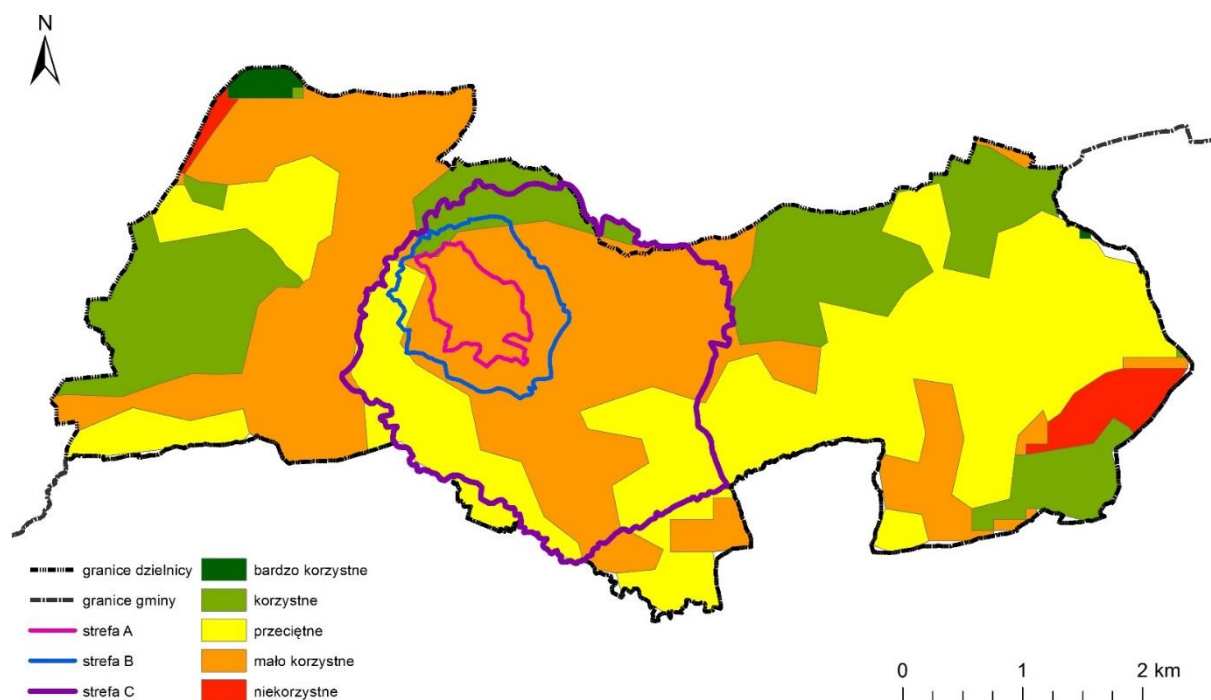 N
granice dzielnicy
granice gminy
strefa A
strefa B
strefa C
bardzo korzystne
korzystne
przeciętne
mało korzystne
niekorzystne
0 1 2 km